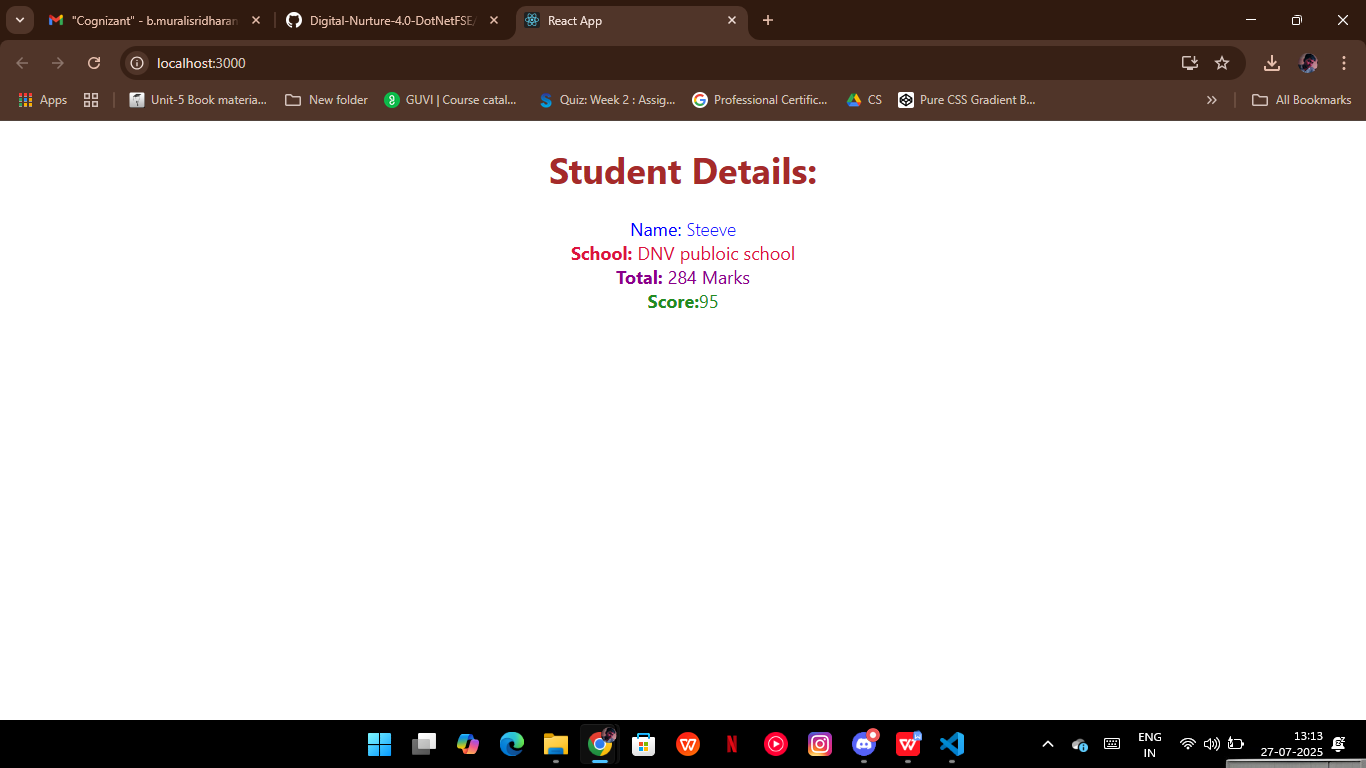 "Cognizant" - b.muralisridharan
Digital-Nurture-4.0-DotNetFSE/
React App
localhost:3000
Apps
Unit-5 Book materia...
New folder
GUVI | Course catal...
Quiz: Week 2 : Assig...
Professional Certific...
CS
Pure CSS Gradient B...
All Bookmarks
Student Details:
Name: Steeve
School: DNV publoic school
Total: 284 Marks
Score:95
ENG
IN
13:13
27-07-2025